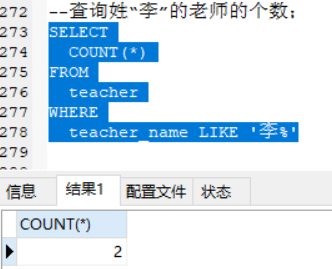 272 --查询姓“李”的老师的个数;
273 SELECT
274 COUNT(*)
275 FROM
276 teacher
277 WHERE
278 teacher_name LIKE '李%'
279
信息 结果1 配置文件 状态
COUNT(*)
2